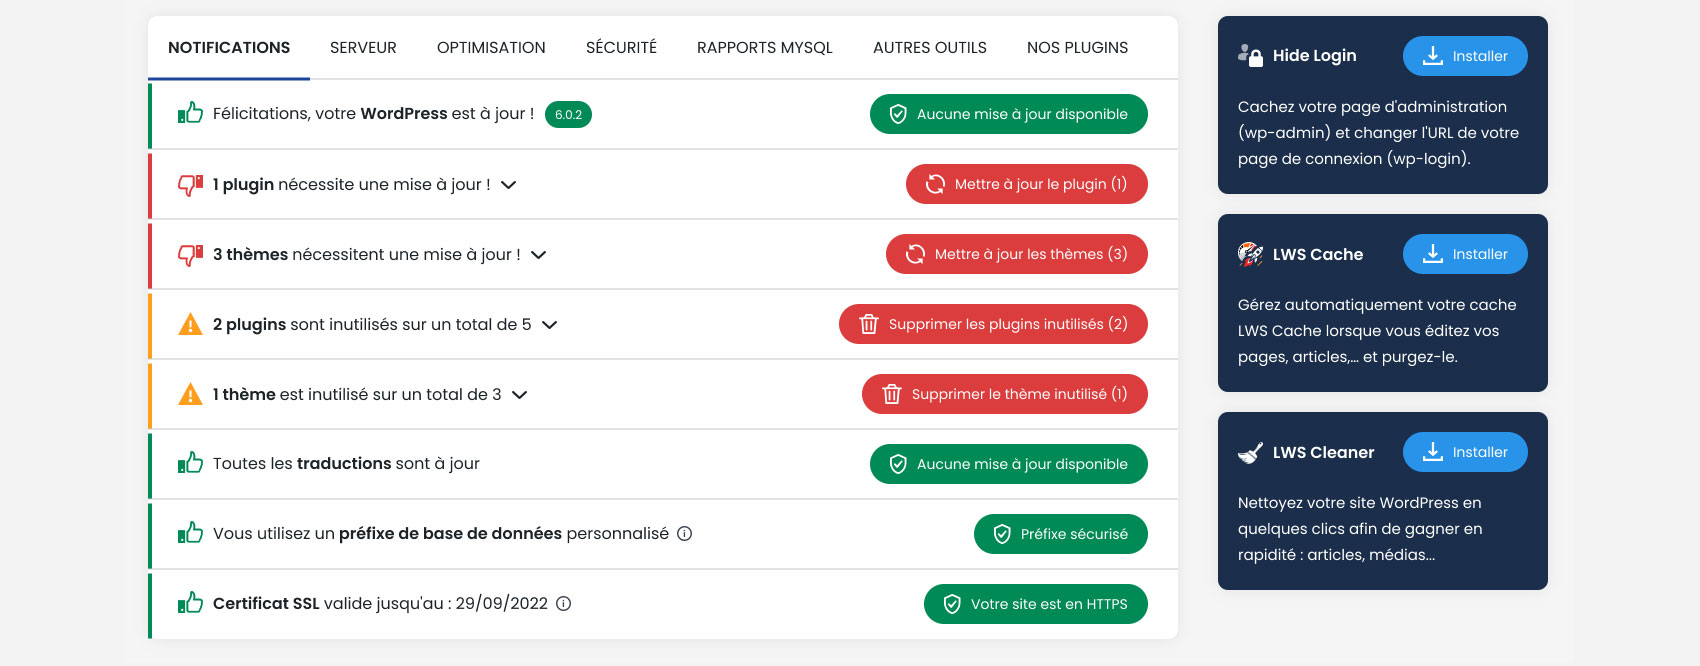 NOTIFICATIONS SERVEUR OPTIMISATION SÉCURITÉ RAPPORTS MYSQL AUTRES OUTILS NOS PLUGINS
Félicitations, votre WordPress est à jour ! 6.0.2 Aucune mise à jour disponible
1 plugin nécessite une mise à jour ! Mettre à jour le plugin (1)
3 thèmes nécessitent une mise à jour ! Mettre à jour les thèmes (3)
2 plugins sont inutilisés sur un total de 5 Supprimer les plugins inutilisés (2)
1 thème est inutilisé sur un total de 3 Supprimer le thème inutilisé (1)
Toutes les traductions sont à jour Aucune mise à jour disponible
Vous utilisez un préfixe de base de données personnalisé Préfixe sécurisé
Certificat SSL valide jusqu'au : 29/09/2022 Votre site est en HTTPS
Hide Login Installer
Cachez votre page d'administration
(wp-admin) et changer l'URL de votre
page de connexion (wp-login).
LWS Cache Installer
Gérez automatiquement votre cache
LWS Cache lorsque vous éditez vos
pages, articles,... et purgez-le.
LWS Cleaner Installer
Nettoyez votre site WordPress en
quelques clics afin de gagner en
rapidité : articles, médias...